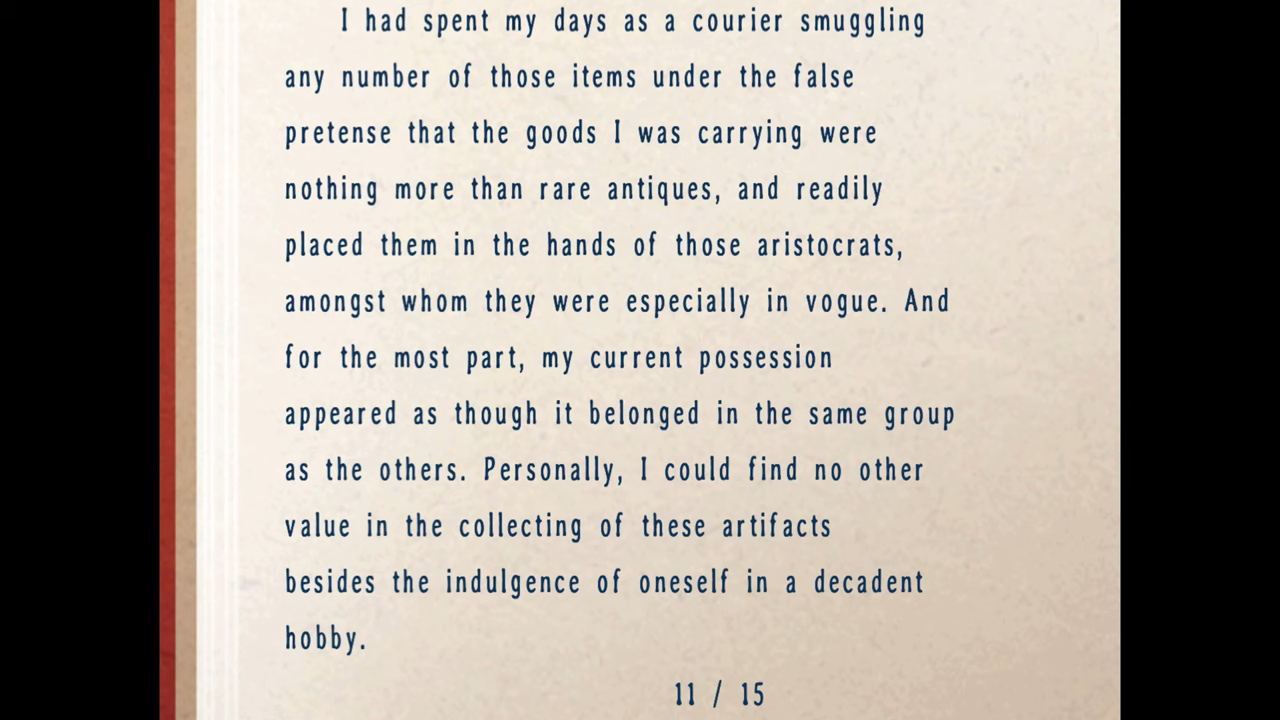 I had spent my days as a courier smuggling
any number of those items under the false
pretense that the goods I was carrying were
nothing more than rare antiques, and readily
placed them in the hands of those aristocrats,
amongst whom they were especially in vogue. And
for the most part, my current possession
appeared as though it belonged in the same group
as the others. Personally, I could find no other
value in the collecting of these artifacts
besides the indulgence of oneself in a decadent
hobby.
11 / 15